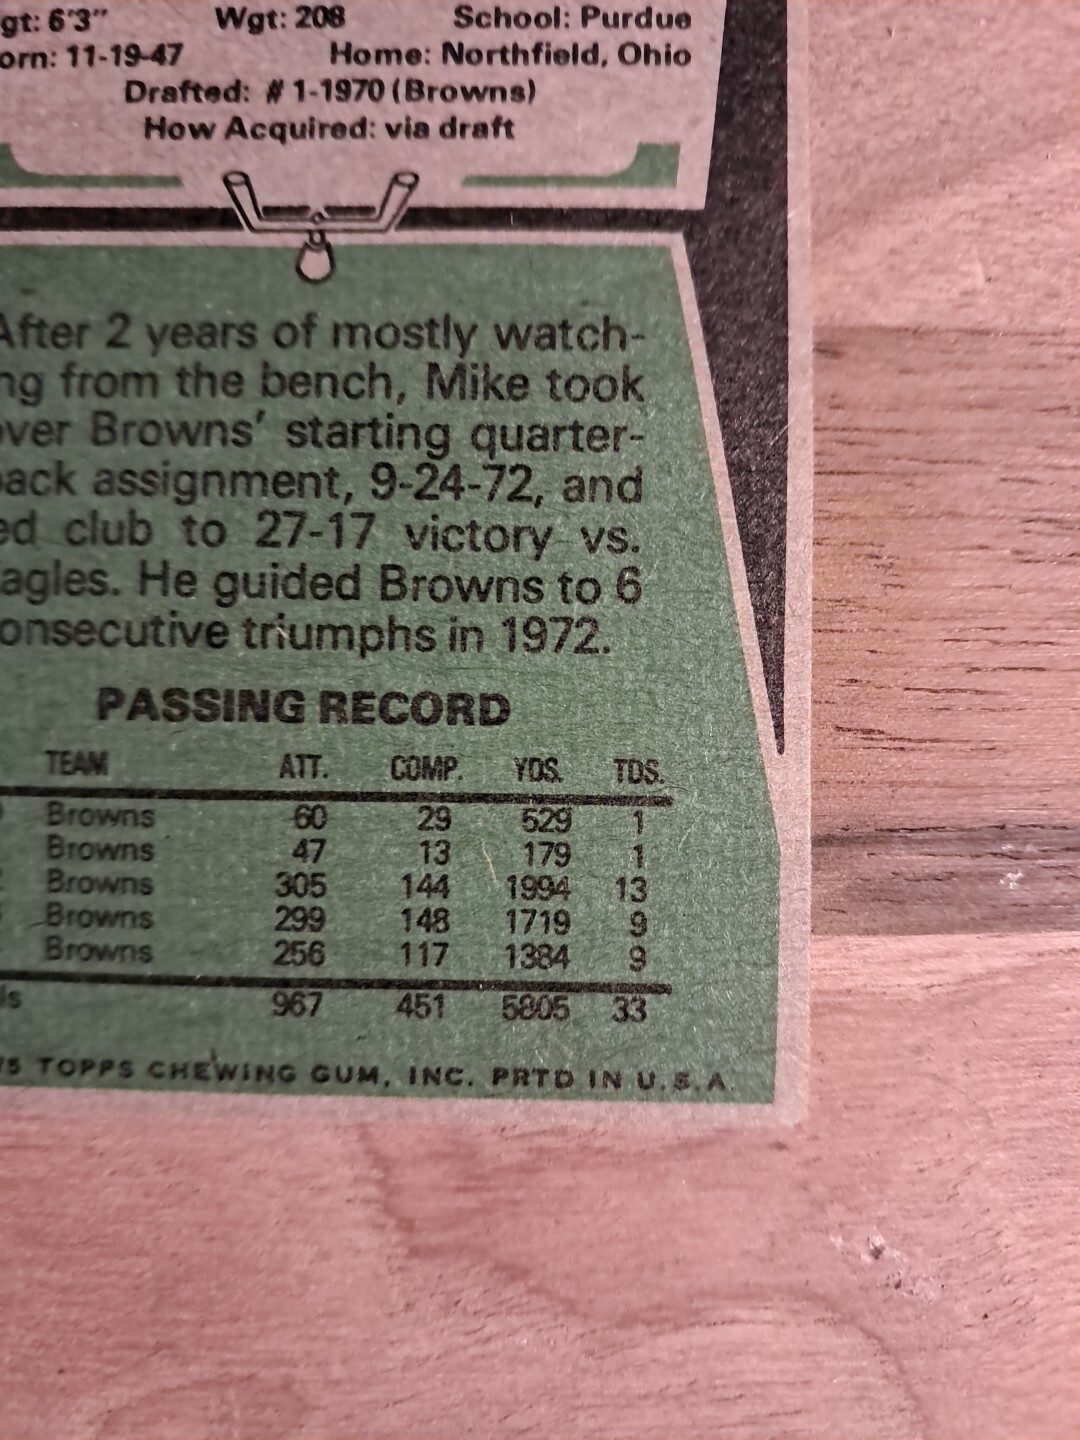 gt: 6'3" Wgt: 208 School: Purdue
orn: 11-19-47 Home: Northfield, Ohio
Drafted: # 1-1970 (Browns)
How Acquired: via draft
After 2 years of mostly watch-
ng from the bench, Mike took
over Browns' starting quarter-
back assignment, 9-24-72, and
ed club to 27-17 victory vs.
agles. He guided Browns to 6
onsecutive triumphs in 1972.
PASSING RECORD
TEAM ATT. COMP. YDS. TDS.
Browns 60 29 529 1
Browns 47 13 179 1
Browns 305 144 1994 13
Browns 299 148 1719 9
Browns 256 117 1384 9
ls 967 451 5805 33
75 TOPPS CHEWING GUM, INC. PRTD IN U.S.A.